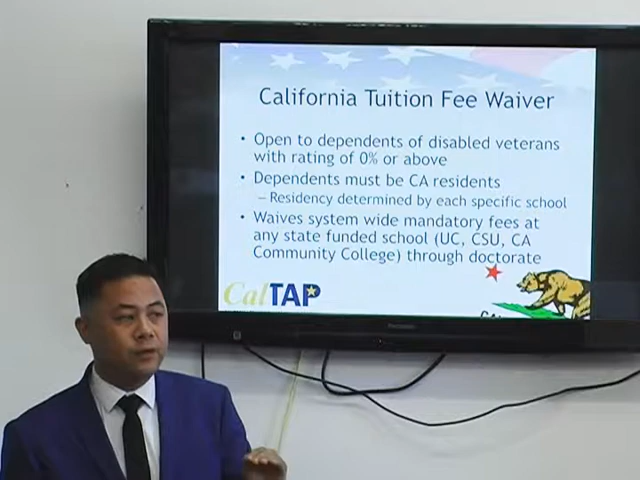 California Tuition Fee Waiver
• Open to dependents of disabled veterans
with rating of 0% or above
• Dependents must be CA residents
– Residency determined by each specific school
• Waives system wide mandatory fees at
any state funded school (UC, CSU, CA
Community College) through doctorate
CalTAP